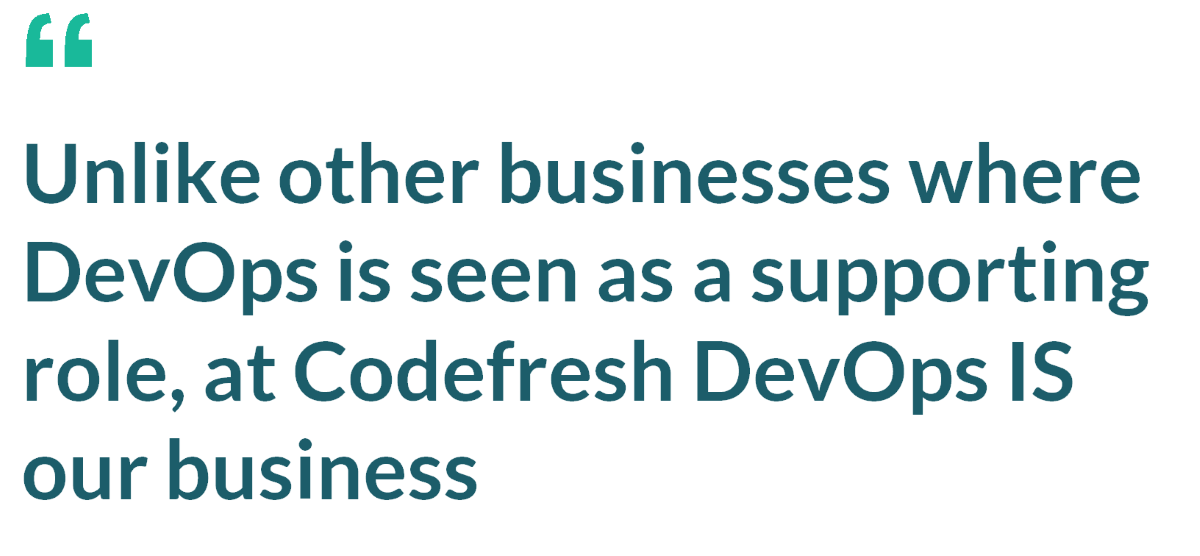 “
Unlike other businesses where
DevOps is seen as a supporting
role, at Codefresh DevOps IS
our business